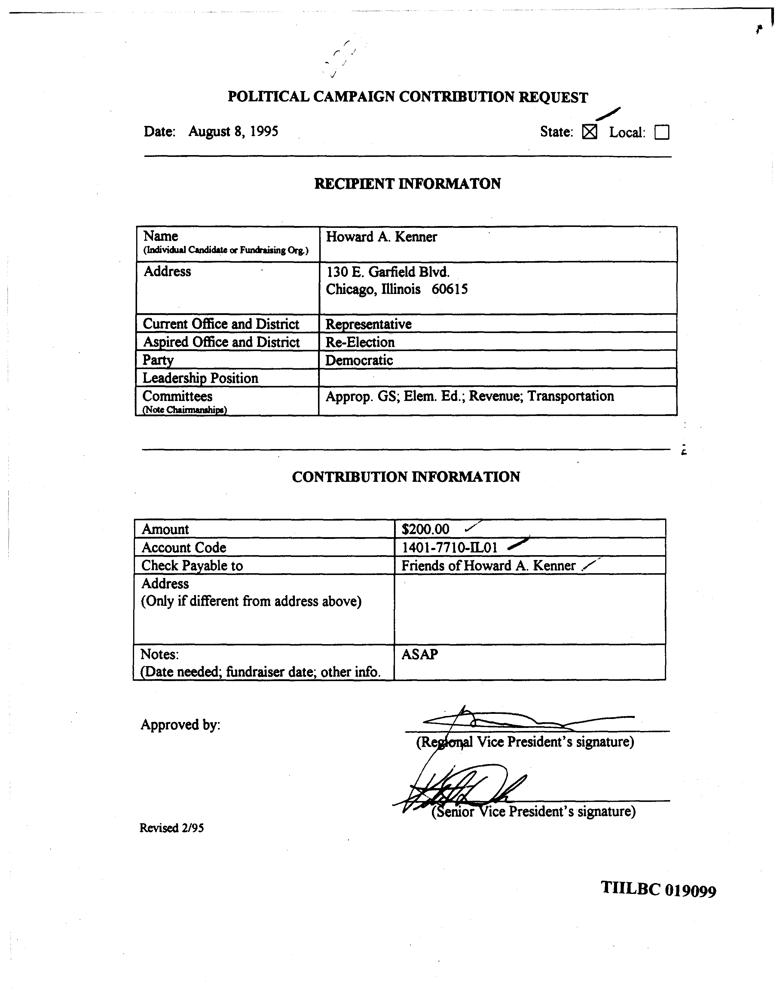 POLITICAL CAMPAIGN CONTRIBUTION REQUEST
Date: August 8, 1995 State: ☒ Local: ☐
RECIPIENT INFORMATON
Name Howard A. Kenner
(Individual Candidate or Fundraising Org.)
Address 130 E. Garfield Blvd.
Chicago, Illinois 60615
Current Office and District Representative
Aspired Office and District Re-Election
Party Democratic
Leadership Position
Committees Approp. GS; Elem. Ed.; Revenue; Transportation
(Note Chairmanships)
CONTRIBUTION INFORMATION
Amount $200.00
Account Code 1401-7710-IL01
Check Payable to Friends of Howard A. Kenner
Address
(Only if different from address above)
Notes: ASAP
(Date needed; fundraiser date; other info.
Approved by:
(Regional Vice President's signature)
(Senior Vice President's signature)
Revised 2/95
TIILBC 019099